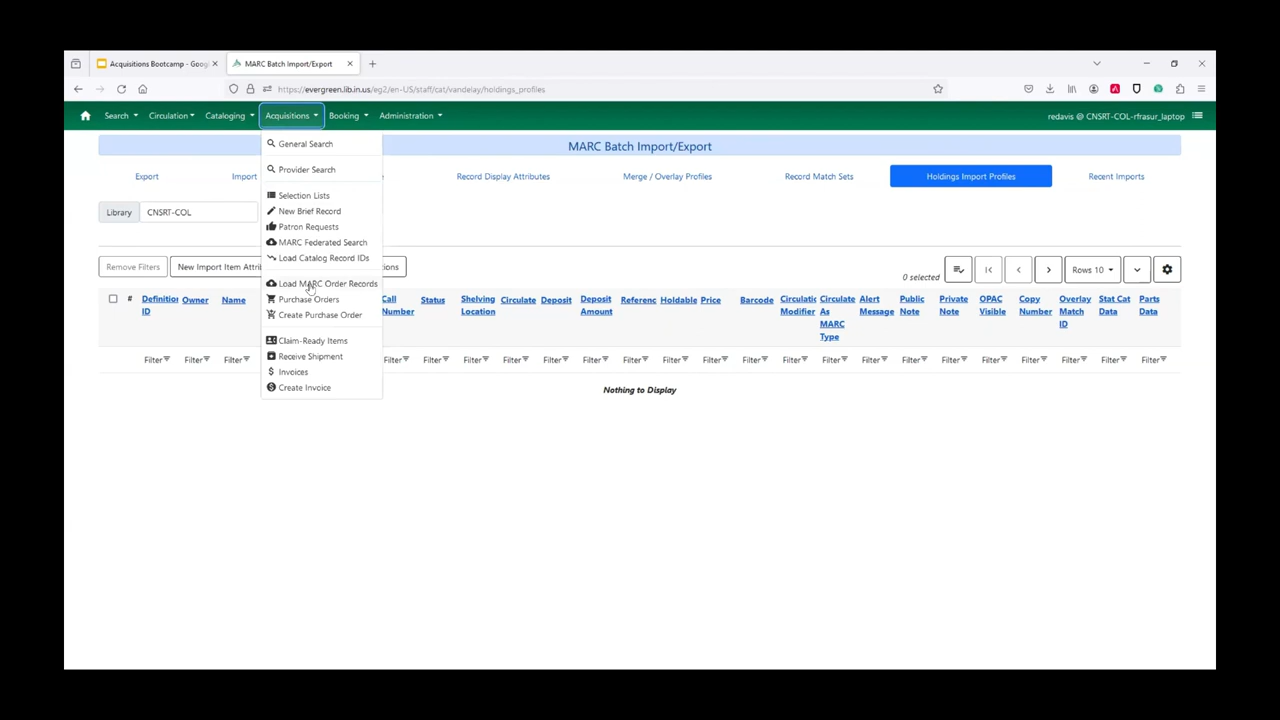 Acquisitions Bootcamp - Goog
MARC Batch Import/Export
https://evergreen.lib.in.us/eg2/en-US/staff/cat/vandelay/holdings_profiles
Search
Circulation
Cataloging
Acquisitions
Booking
Administration
redavis @ CNSRT-COL-rfrasur_laptop
MARC Batch Import/Export
Export
Import
Record Display Attributes
Merge / Overlay Profiles
Record Match Sets
Holdings Import Profiles
Recent Imports
Library
CNSRT-COL
General Search
Provider Search
Selection Lists
New Brief Record
Patron Requests
MARC Federated Search
Load Catalog Record IDs
Load MARC Order Records
Purchase Orders
Create Purchase Order
Claim-Ready Items
Receive Shipment
Invoices
Create Invoice
Remove Filters
New Import Item Attri
ons
0 selected
Rows 10
# Definition ID
Owner
Name
Call Number
Status
Shelving Location
Circulate
Deposit
Deposit Amount
Referenc
Holdable
Price
Barcode
Circulatic Modifier
Circulate As MARC Type
Alert Message
Public Note
Private Note
OPAC Visible
Copy Number
Overlay Match ID
Stat Cat Data
Parts Data
Filter Filter Filter Filter Filter Filter Filter Filter Filter Filter Filter Filter Filter Filter Filter Filter Filter Filter Filter Filter Filter Filter Filter
Nothing to Display